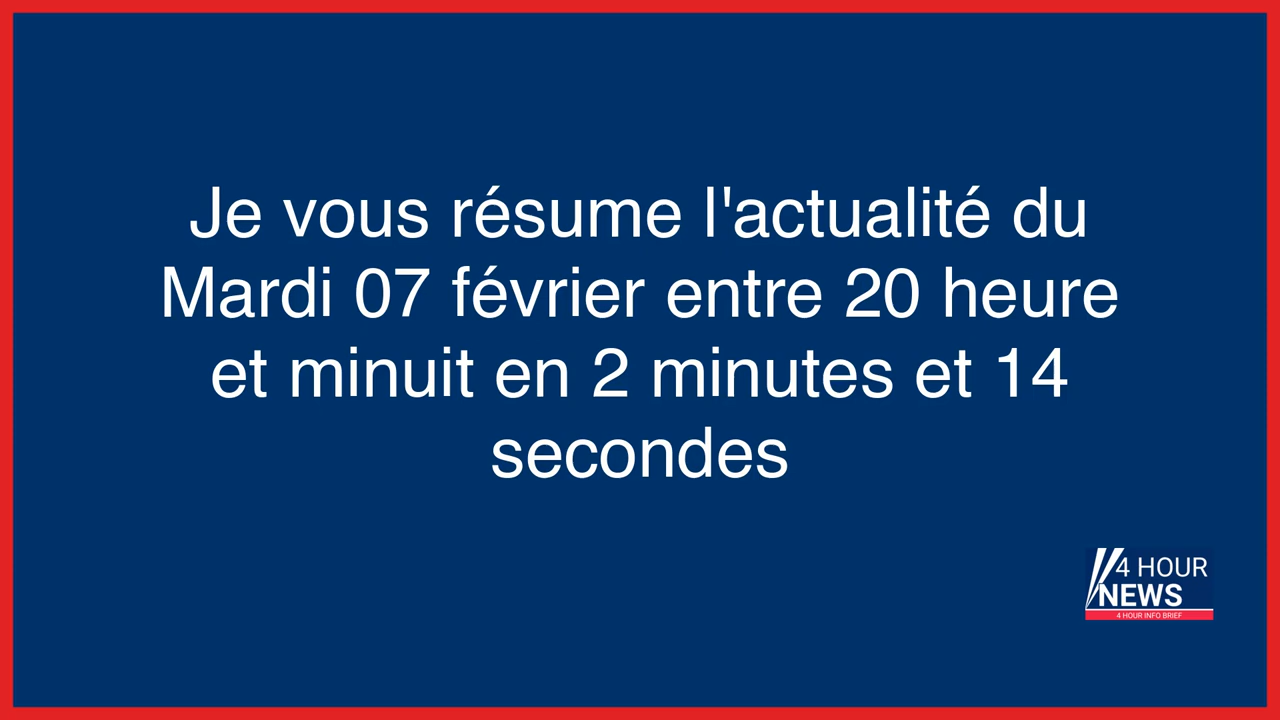 Je vous résume l'actualité du
Mardi 07 février entre 20 heure
et minuit en 2 minutes et 14
secondes
4 HOUR
NEWS
4 HOUR INFO BRIEF